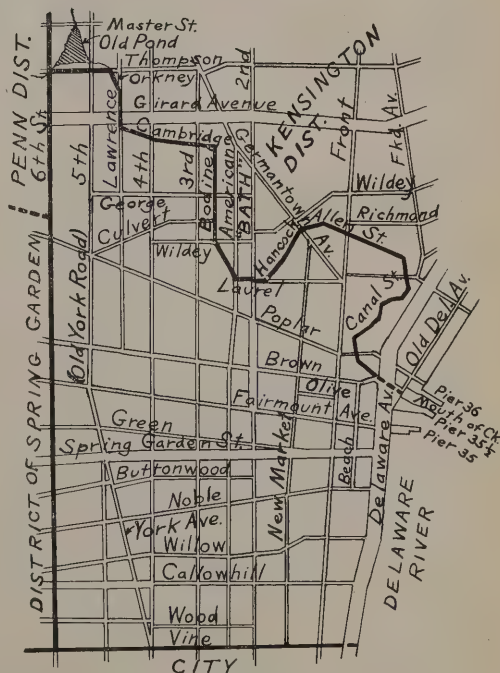 Master St.
Old Pond
Thompson
Orkney
Girard Avenue
Cambridge
PENN DIST.
6th St.
5th
Lawrence
4th
3rd
Bodine
American
BATH
2nd
Germantown
Av.
KENSINGTON
DIST.
Front
Fkd. Av.
Wildey
Richmond
Allen St.
Hancock
George
Culvert
Wildey
Laurel
Canal St.
Poplar
(Old York Road)
DISTRICT OF SPRING GARDEN
Brown
Olive
Fairmount Ave.
Green
Spring Garden St.
Buttonwood
Noble
York Ave.
Willow
Callowhill
Wood
Vine
New Market
Beach
Delaware Av.
Old Del. Av.
Pier 36
Mouth of Ck.
Pier 35½
Pier 35
DELAWARE
RIVER
CITY